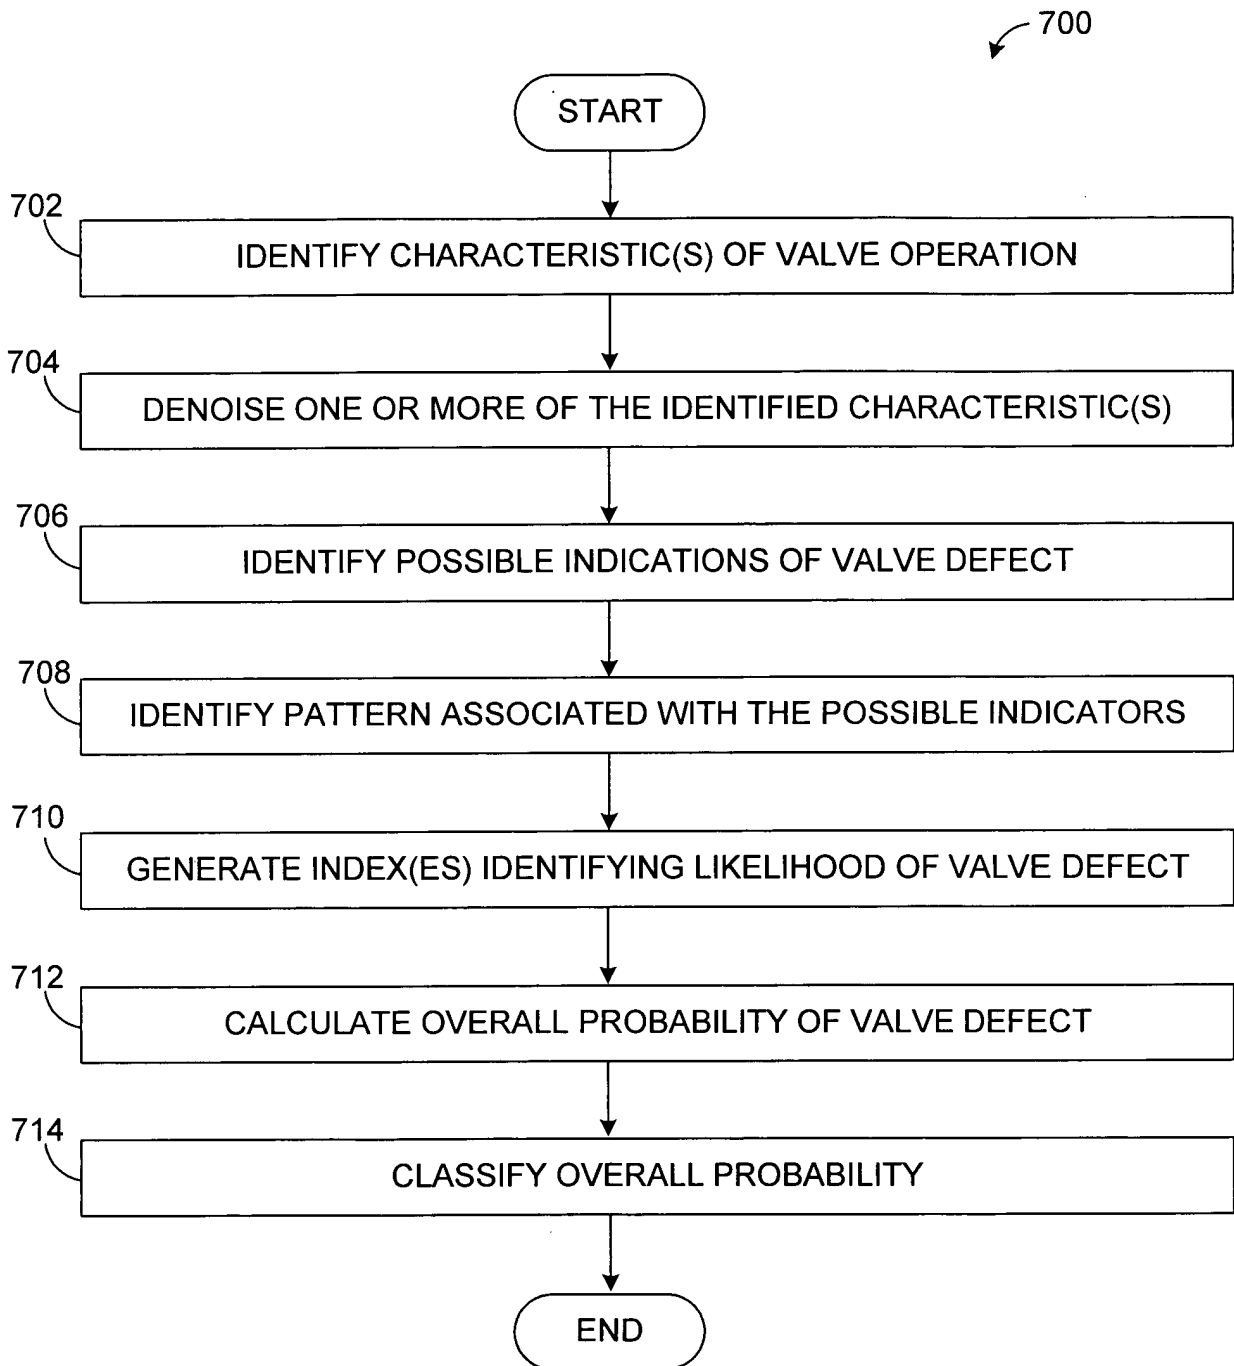 700
START
702
IDENTIFY CHARACTERISTIC(S) OF VALVE OPERATION
704
DENOISE ONE OR MORE OF THE IDENTIFIED CHARACTERISTIC(S)
706
IDENTIFY POSSIBLE INDICATIONS OF VALVE DEFECT
708
IDENTIFY PATTERN ASSOCIATED WITH THE POSSIBLE INDICATORS
710
GENERATE INDEX(ES) IDENTIFYING LIKELIHOOD OF VALVE DEFECT
712
CALCULATE OVERALL PROBABILITY OF VALVE DEFECT
714
CLASSIFY OVERALL PROBABILITY
END